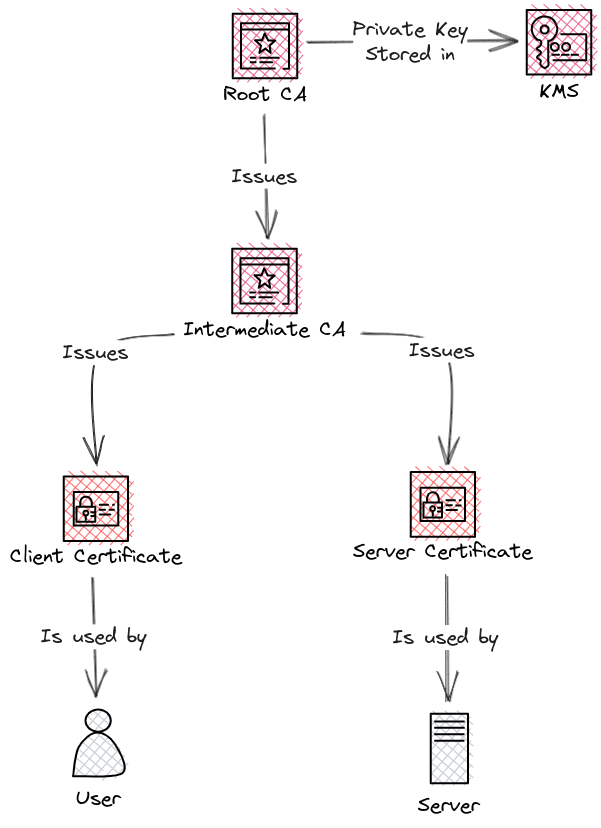 Private Key
Stored in
Root CA
KMS
Issues
Intermediate CA
Issues
Issues
Client Certificate
Server Certificate
Is used by
Is used by
User
Server